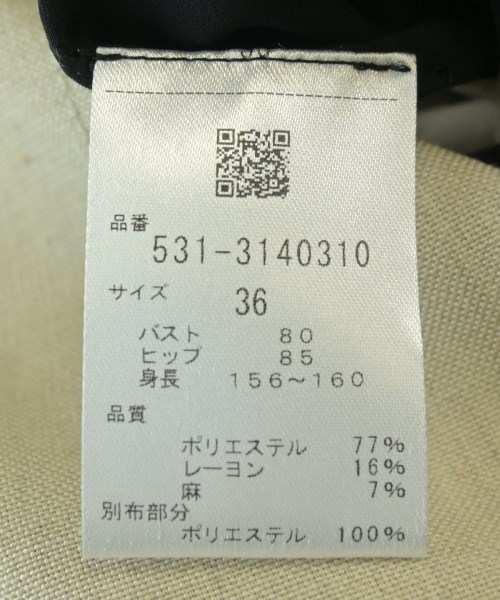 品番
531-3140310
サイズ 36
バスト 80
ヒップ 85
身長 156～160
品質
ポリエステル 77%
レーヨン 16%
麻 7%
別布部分
ポリエステル 100%